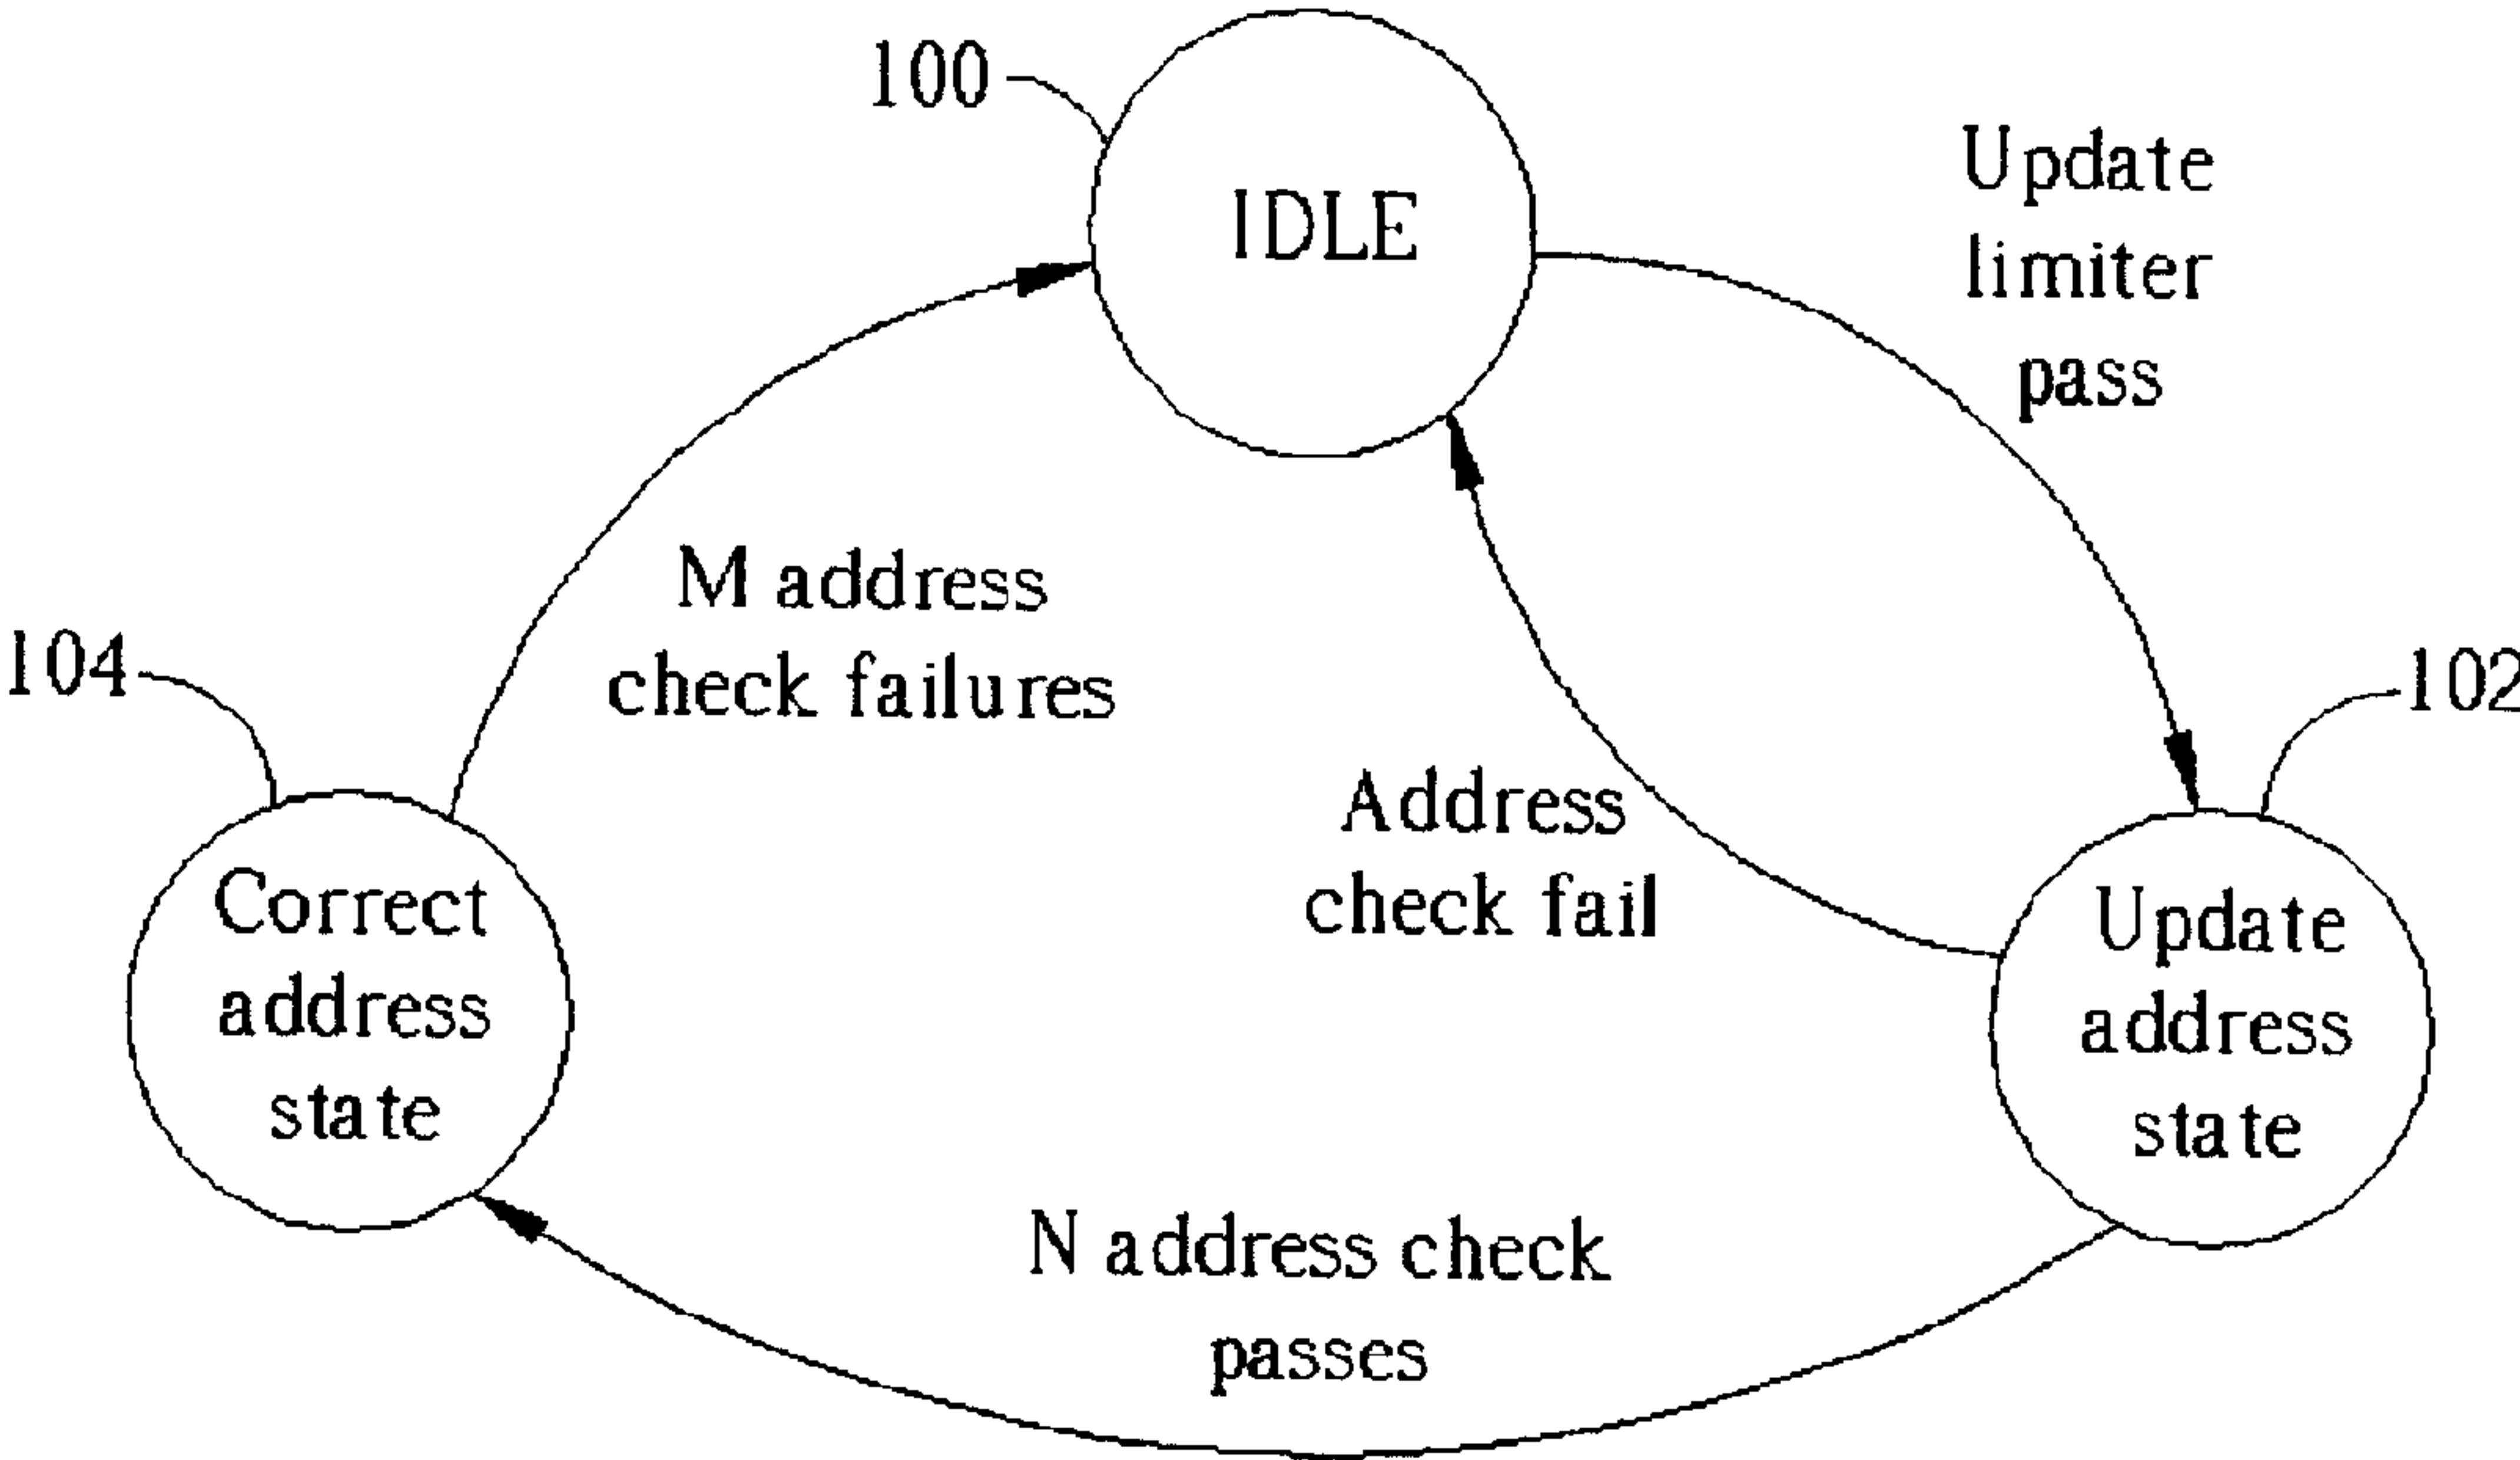 100
IDLE
Update
limiter
pass
M address
check failures
104
102
Address
check fail
Correct
address
state
Update
address
state
N address check
passes